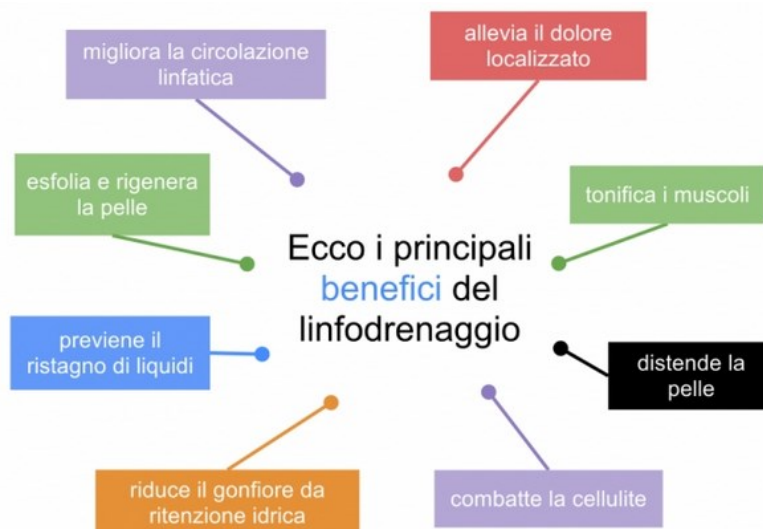 migliora la circolazione
linfatica
allevia il dolore
localizzato
esfolia e rigenera
la pelle
tonifica i muscoli
Ecco i principali
benefici del
linfodrenaggio
previene il
ristagno di liquidi
distende la
pelle
riduce il gonfiore da
ritenzione idrica
combatte la cellulite